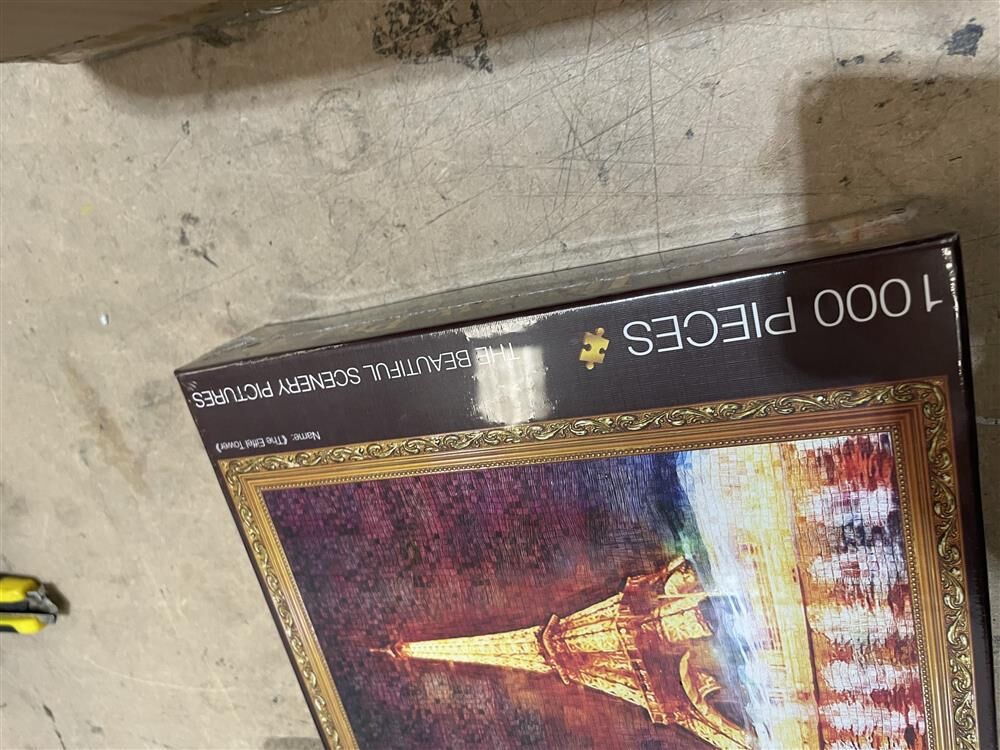 1000 PIECES
THE BEAUTIFUL SCENERY PICTURES
Name: 《The Eiffel Tower》